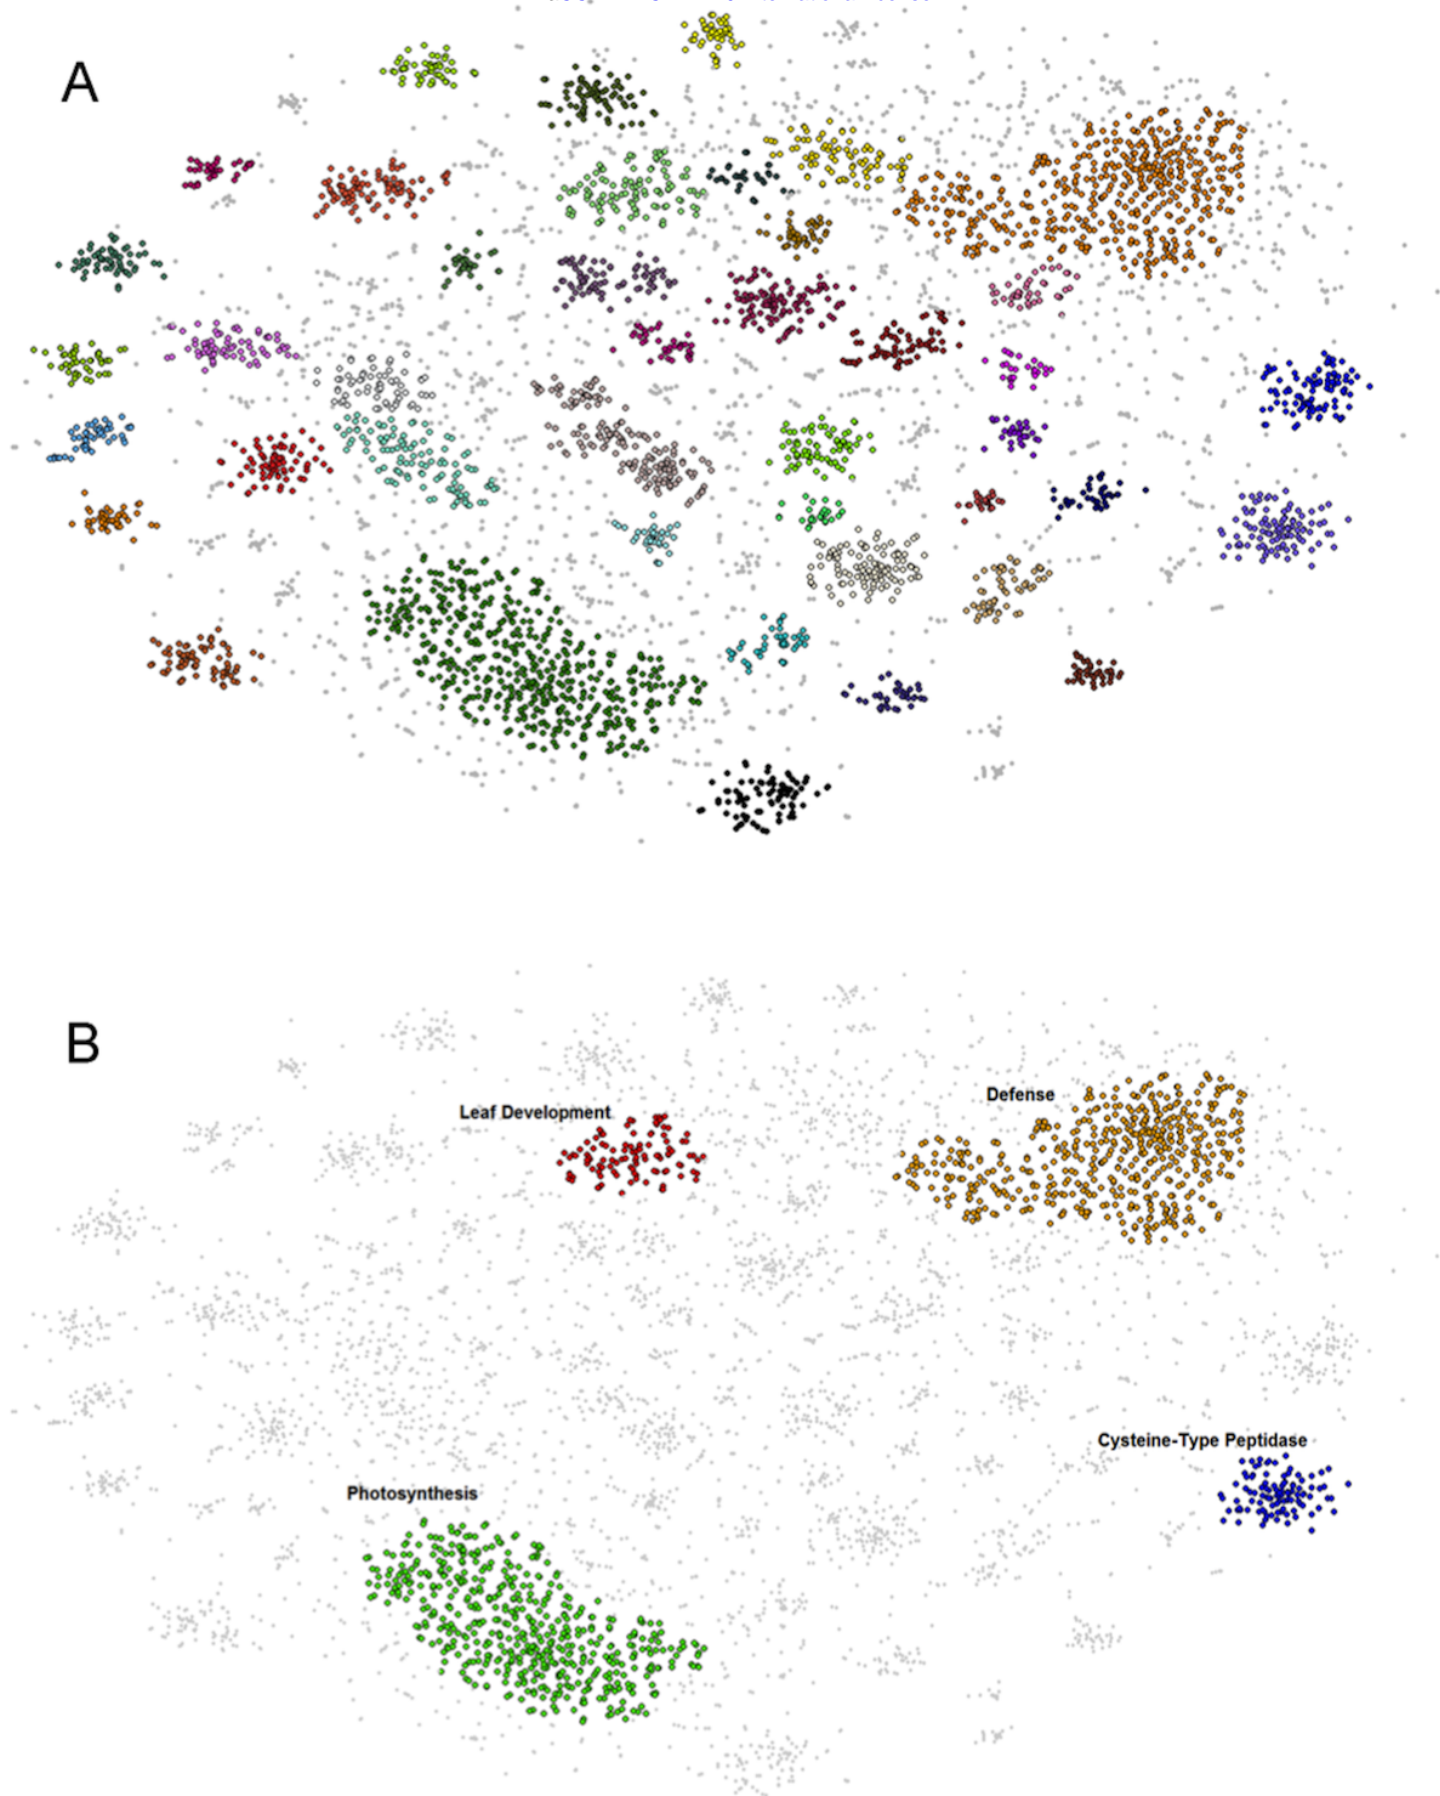 A
B
Defense
Leaf Development
Cysteine-Type Peptidase
Photosynthesis